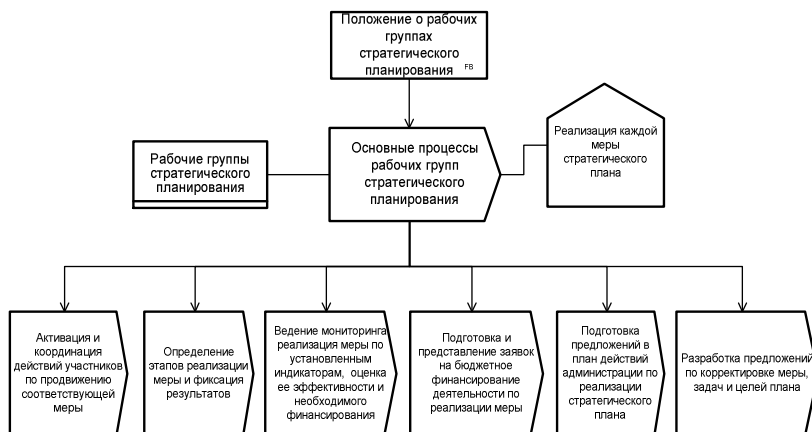 Положение о рабочих
группах
стратегического
планирования FB
Реализация каждой
меры
стратегического
плана
Рабочие группы
стратегического
планирования
Основные процессы
рабочих групп
стратегического
планирования
Активация и
координация
действий участников
по продвижению
соответствующей
меры
Определение
этапов реализации
меры и фиксация
результатов
Ведение мониторинга
реализация меры по
установленным
индикаторам, оценка
ее эффективности и
необходимого
финансирования
Подготовка и
представление заявок
на бюджетное
финансирование
деятельности по
реализации меры
Подготовка
предложений в
план действий
администрации по
реализации
стратегического
плана
Разработка предложений
по корректировке меры,
задач и целей плана